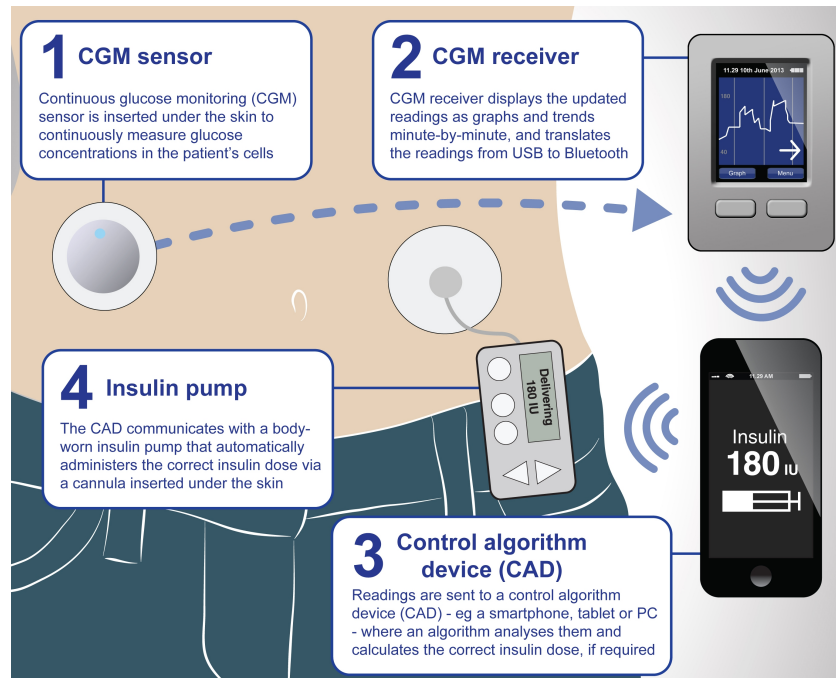 1 CGM sensor
Continuous glucose monitoring (CGM)
sensor is inserted under the skin to
continuously measure glucose
concentrations in the patient's cells
2 CGM receiver
CGM receiver displays the updated
readings as graphs and trends
minute-by-minute, and translates
the readings from USB to Bluetooth
11.29 10th June 2013
180
40
Graph Menu
4 Insulin pump
The CAD communicates with a body-
worn insulin pump that automatically
administers the correct insulin dose via
a cannula inserted under the skin
Delivering
180 IU
11.29 AM
Insulin
180 IU
3 Control algorithm
device (CAD)
Readings are sent to a control algorithm
device (CAD) - eg a smartphone, tablet or PC
- where an algorithm analyses them and
calculates the correct insulin dose, if required